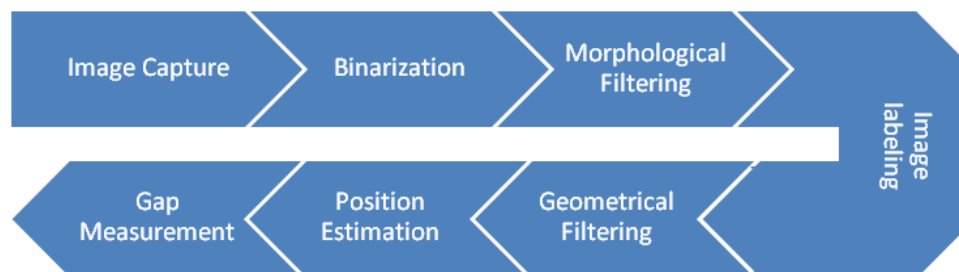 Image Capture
Binarization
Morphological
Filtering
Image
labeling
Geometrical
Filtering
Position
Estimation
Gap
Measurement